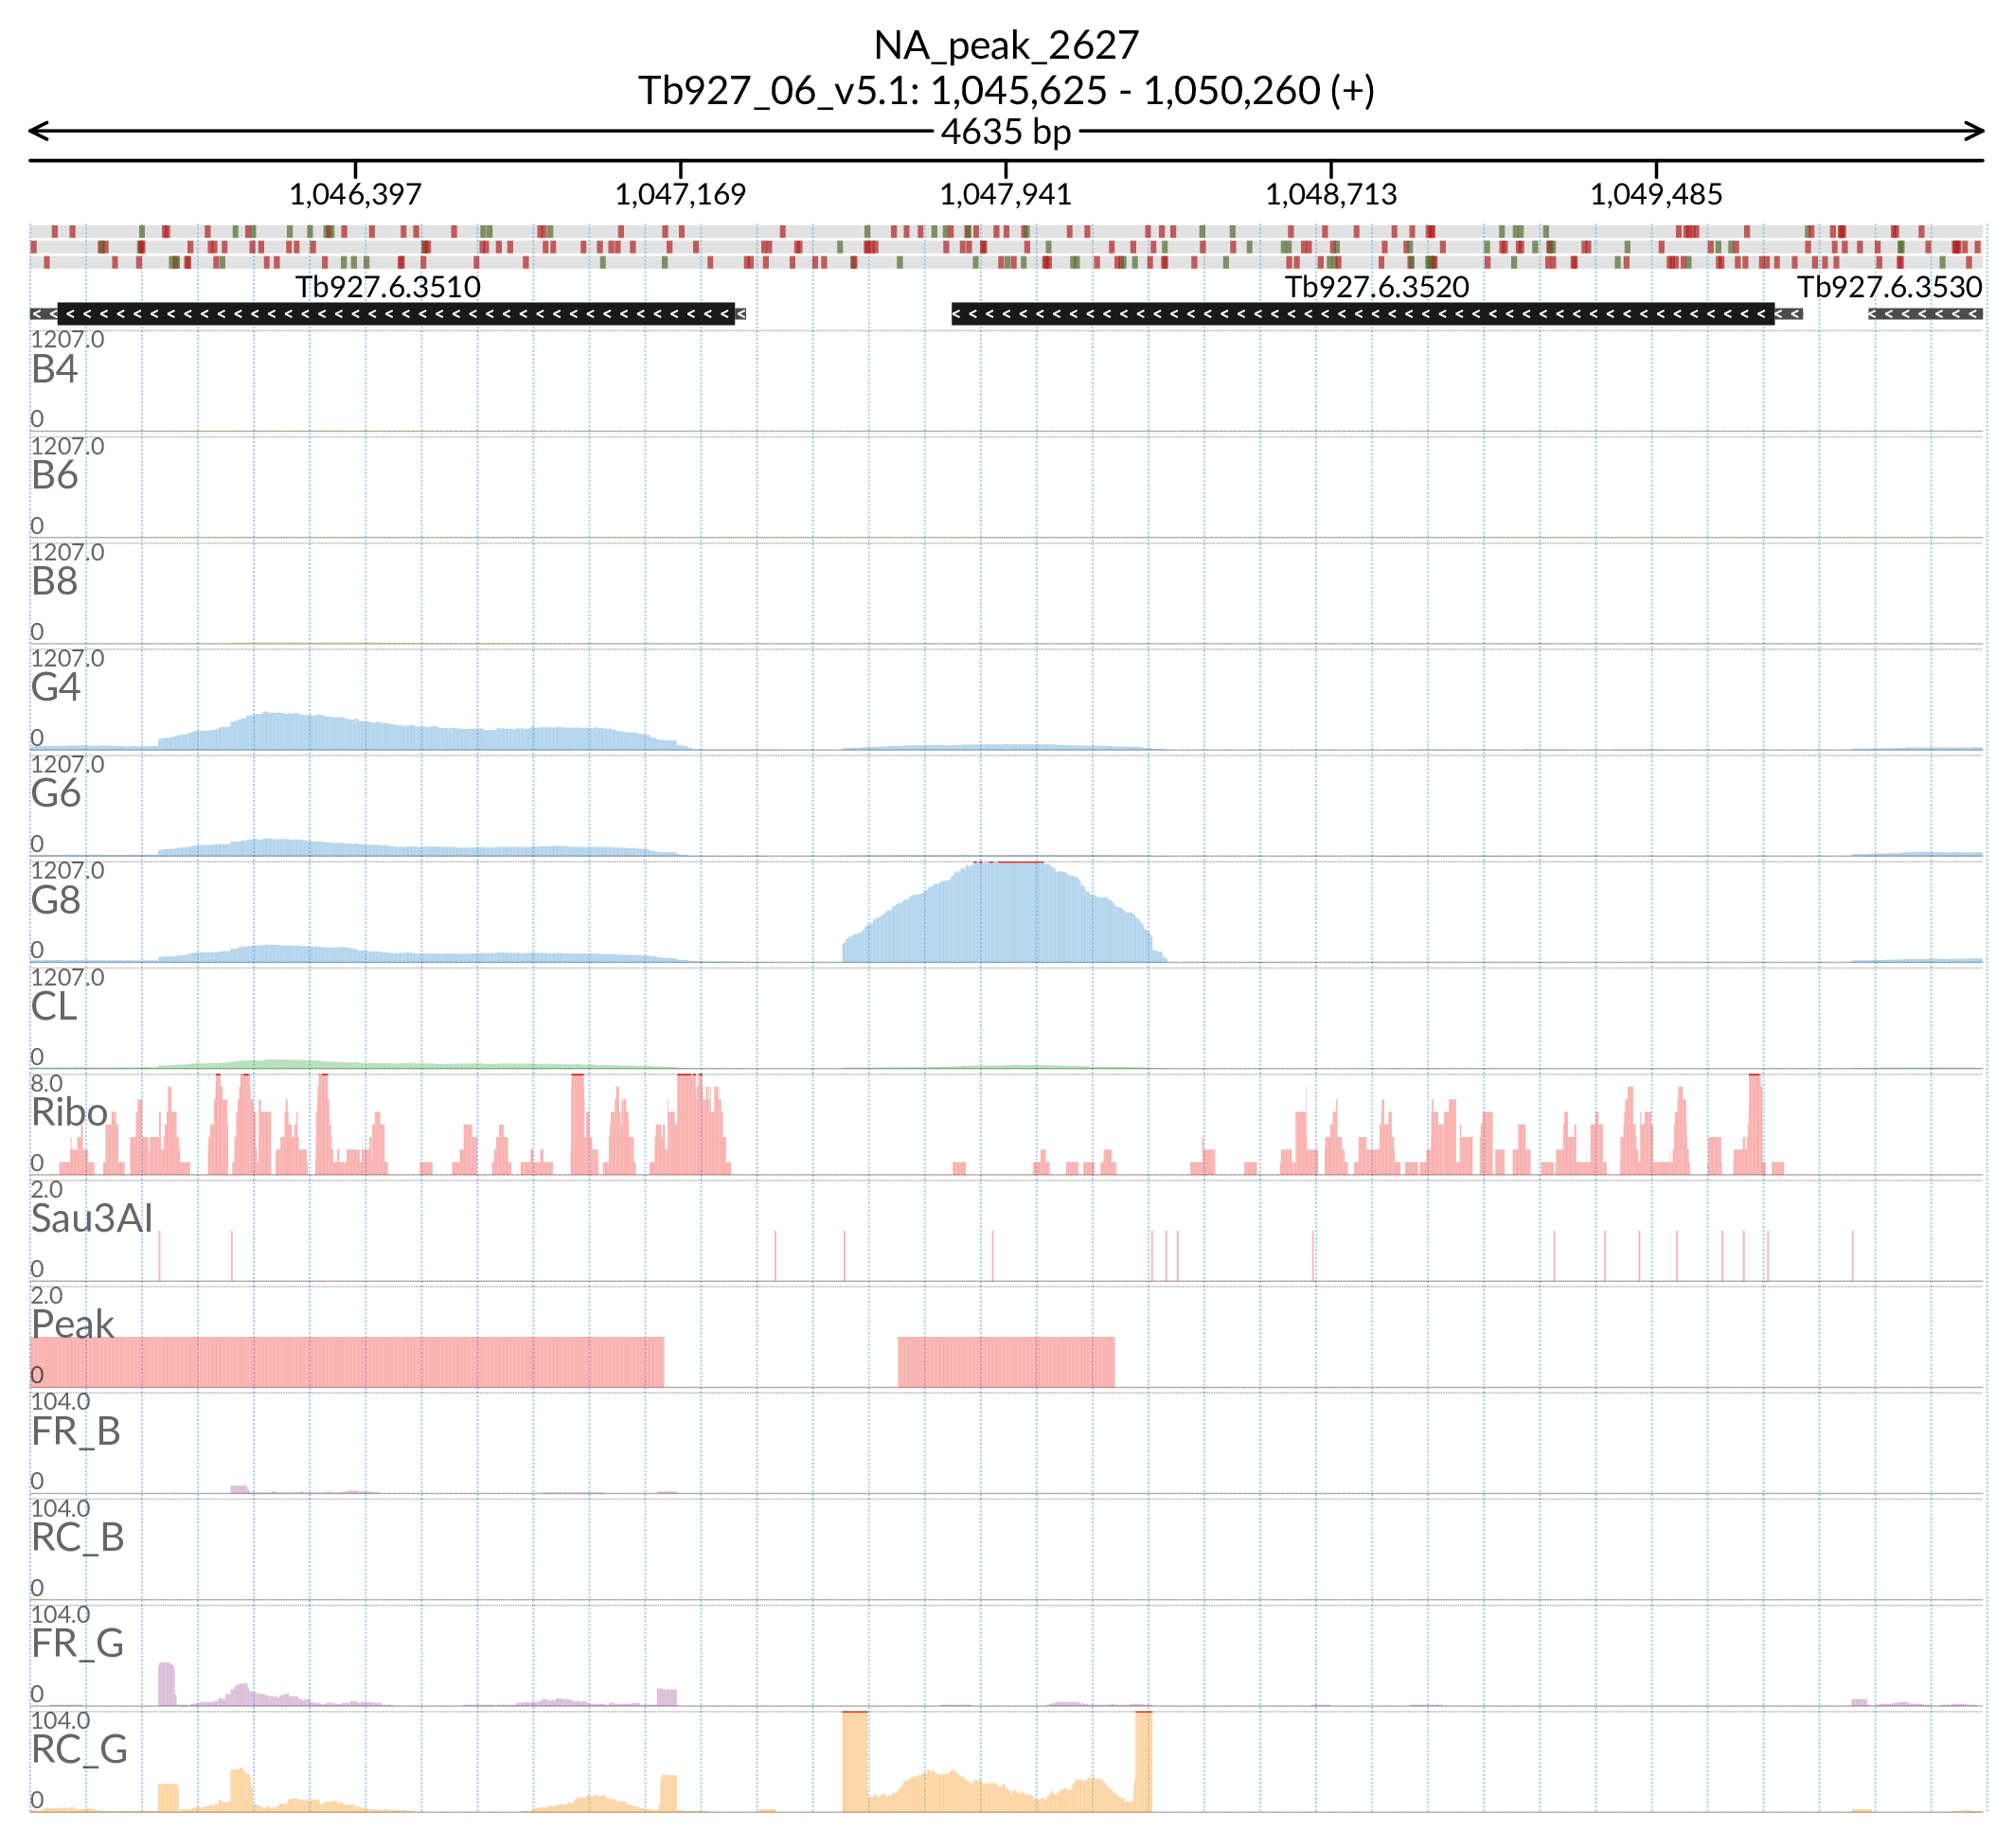 NA_peak_2627
Tb927_06_v5.1: 1,045,625 - 1,050,260 (+)
4635 bp
1,046,397 1,047,169 1,047,941 1,048,713 1,049,485
Tb927.6.3510 Tb927.6.3520 Tb927.6.3530
1207.0
B4
0
1207.0
B6
0
1207.0
B8
0
1207.0
G4
0
1207.0
G6
0
1207.0
G8
0
1207.0
CL
0
8.0
Ribo
0
2.0
Sau3AI
0
2.0
Peak
0
104.0
FR_B
0
104.0
RC_B
0
104.0
FR_G
0
104.0
RC_G
0